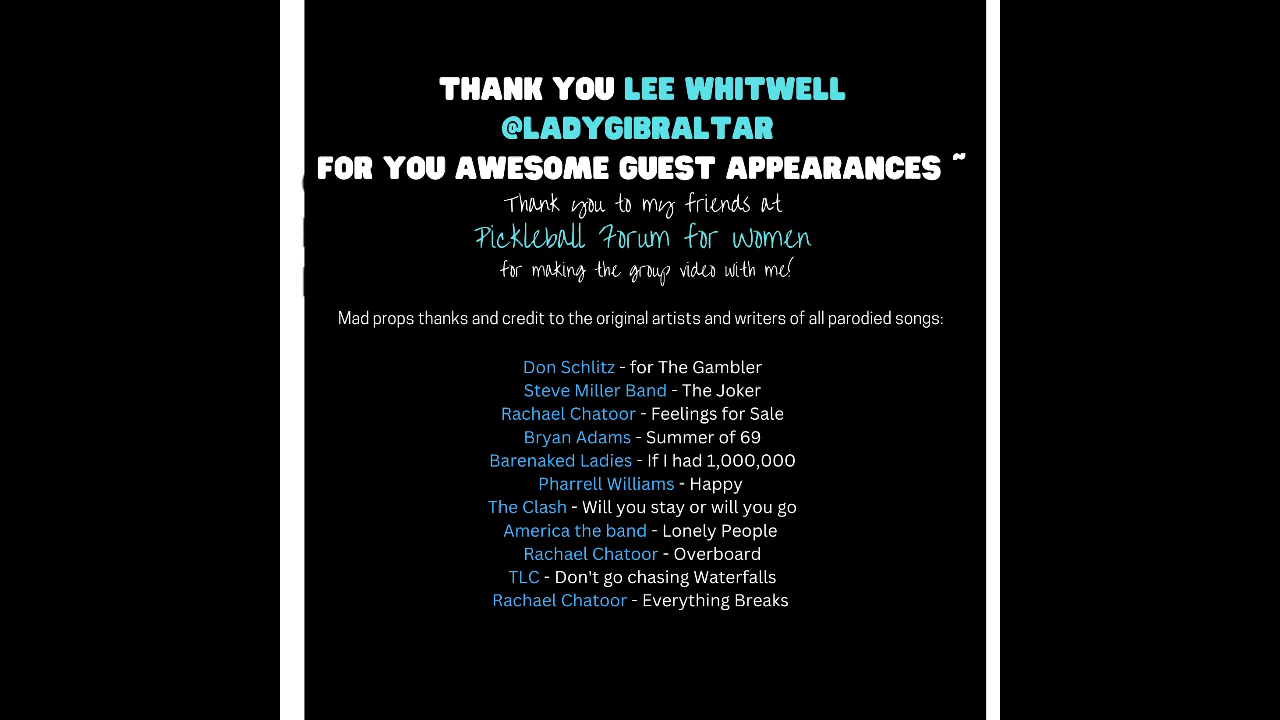 THANK YOU LEE WHITWELL
@LADYGIBRALTAR
FOR YOU AWESOME GUEST APPEARANCES ~
Thank you to my friends at
Pickleball Forum for Women
for making the group video with me!
Mad props thanks and credit to the original artists and writers of all parodied songs:
Don Schlitz - for The Gambler
Steve Miller Band - The Joker
Rachael Chatoor - Feelings for Sale
Bryan Adams - Summer of 69
Barenaked Ladies - If I had 1,000,000
Pharrell Williams - Happy
The Clash - Will you stay or will you go
America the band - Lonely People
Rachael Chatoor - Overboard
TLC - Don't go chasing Waterfalls
Rachael Chatoor - Everything Breaks